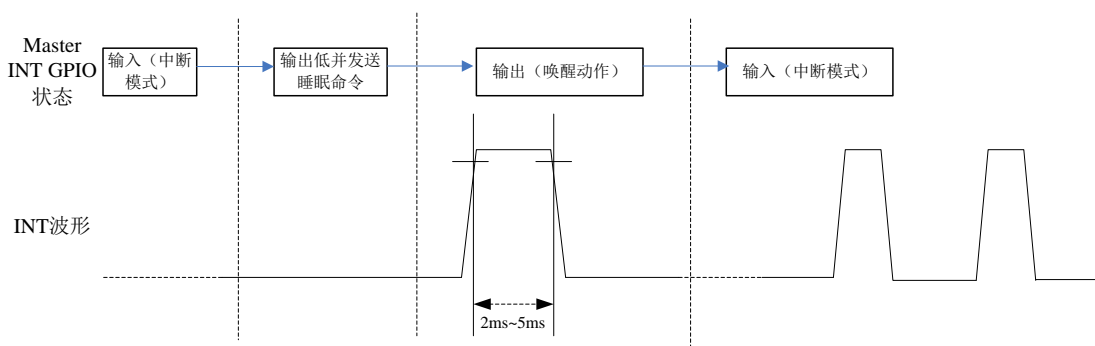 Master
INT GPIO
状态
输入（中断
模式）
输出低并发送
睡眠命令
输出（唤醒动作）
输入（中断模式）
INT波形
2ms~5ms